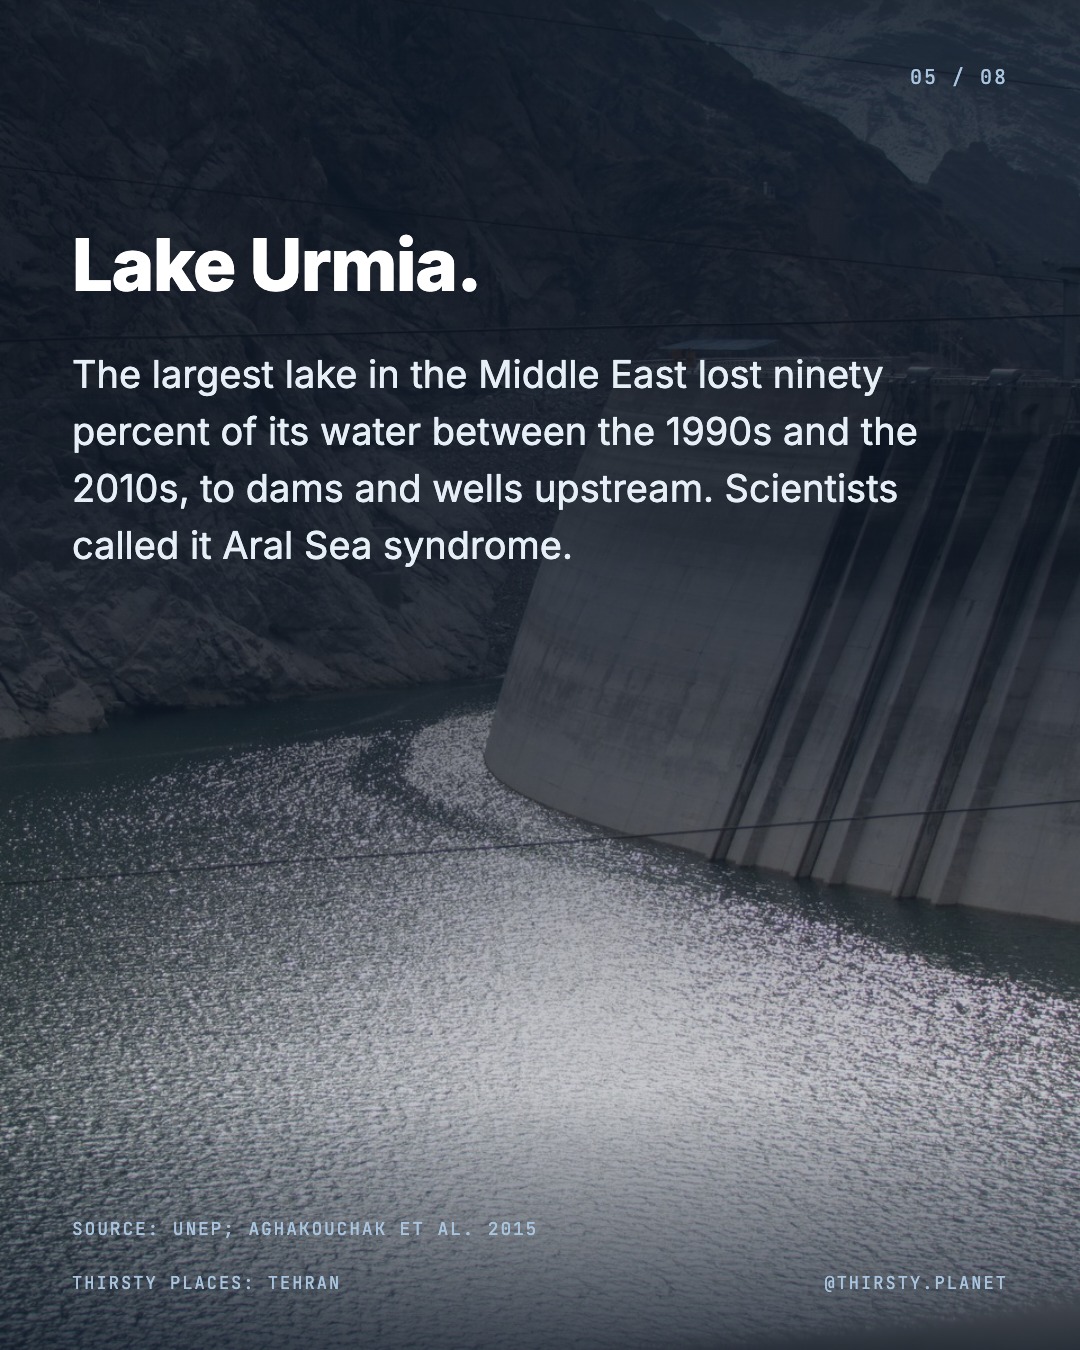 05 / 08
Lake Urmia.
The largest lake in the Middle East lost ninety
percent of its water between the 1990s and the
2010s, to dams and wells upstream. Scientists
called it Aral Sea syndrome.
SOURCE: UNEP; AGHAKOUCHAK ET AL. 2015
THIRSTY PLACES: TEHRAN
@THIRSTY.PLANET